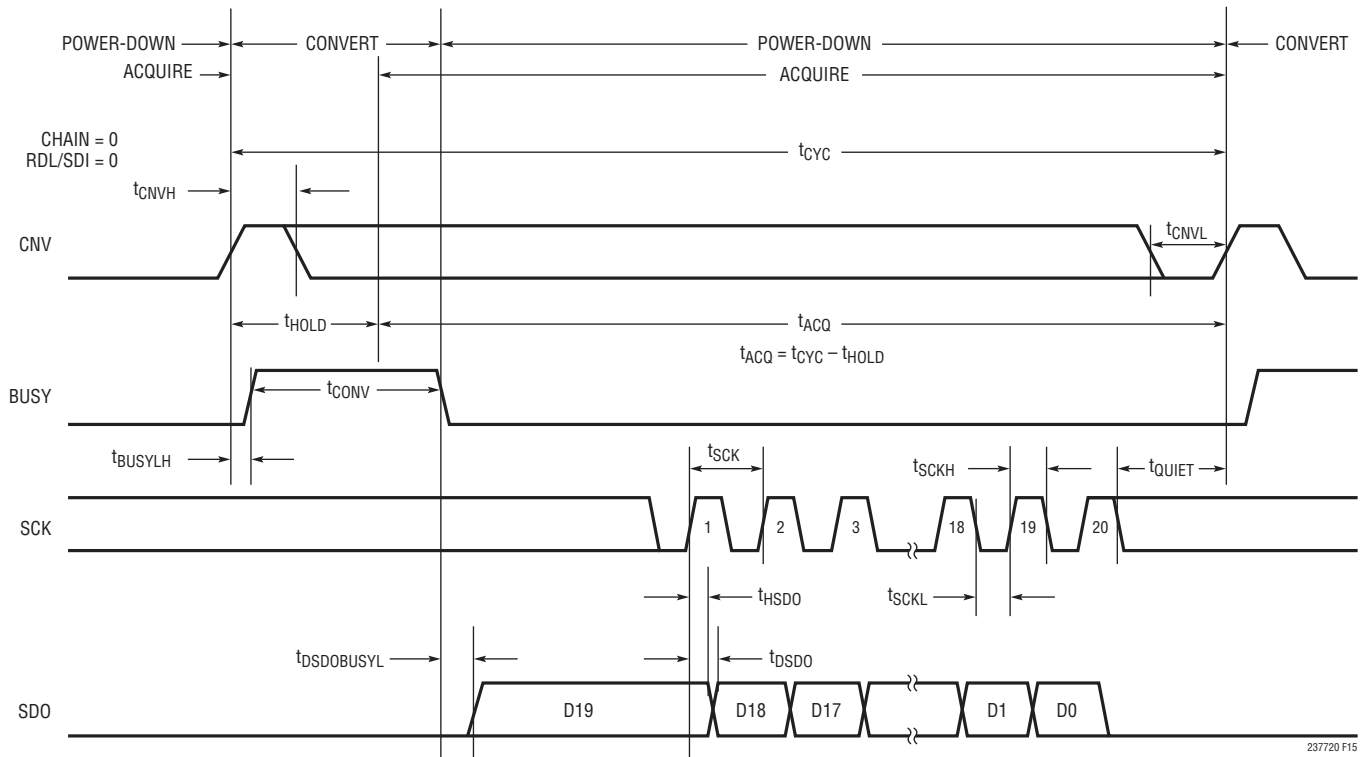 POWER-DOWN CONVERT POWER-DOWN CONVERT
ACQUIRE ACQUIRE
CHAIN = 0
RDL/SDI = 0
tCYC
tCNVH
CNV
tCNVL
tHOLD tACQ
tACQ = tCYC – tHOLD
BUSY
tCONV
tBUSYLH
tSCK tSCKH tQUIET
SCK
1 2 3 18 19 20
tHSDO tSCKL
tDSDOBUSYL tDSDO
SDO
D19 D18 D17 D1 D0
237720 F15